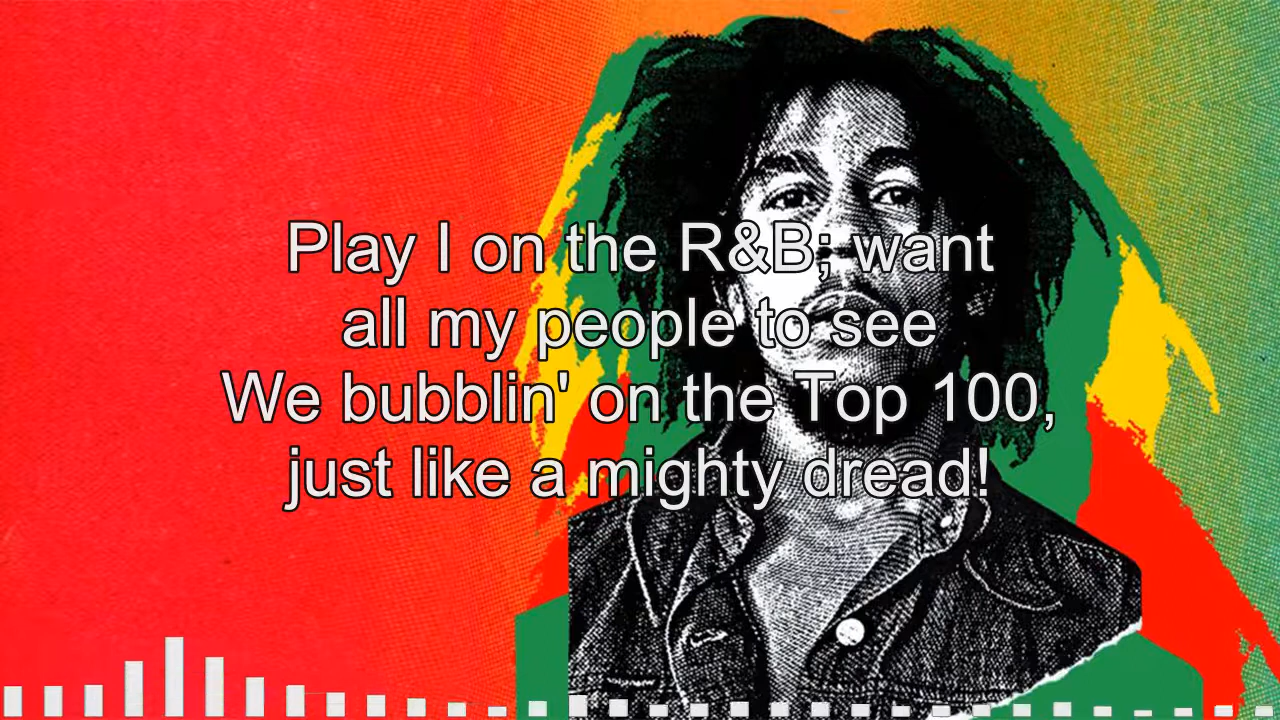 Play I on the R&B; want
all my people to see
We bubblin' on the Top 100,
just like a mighty dread!